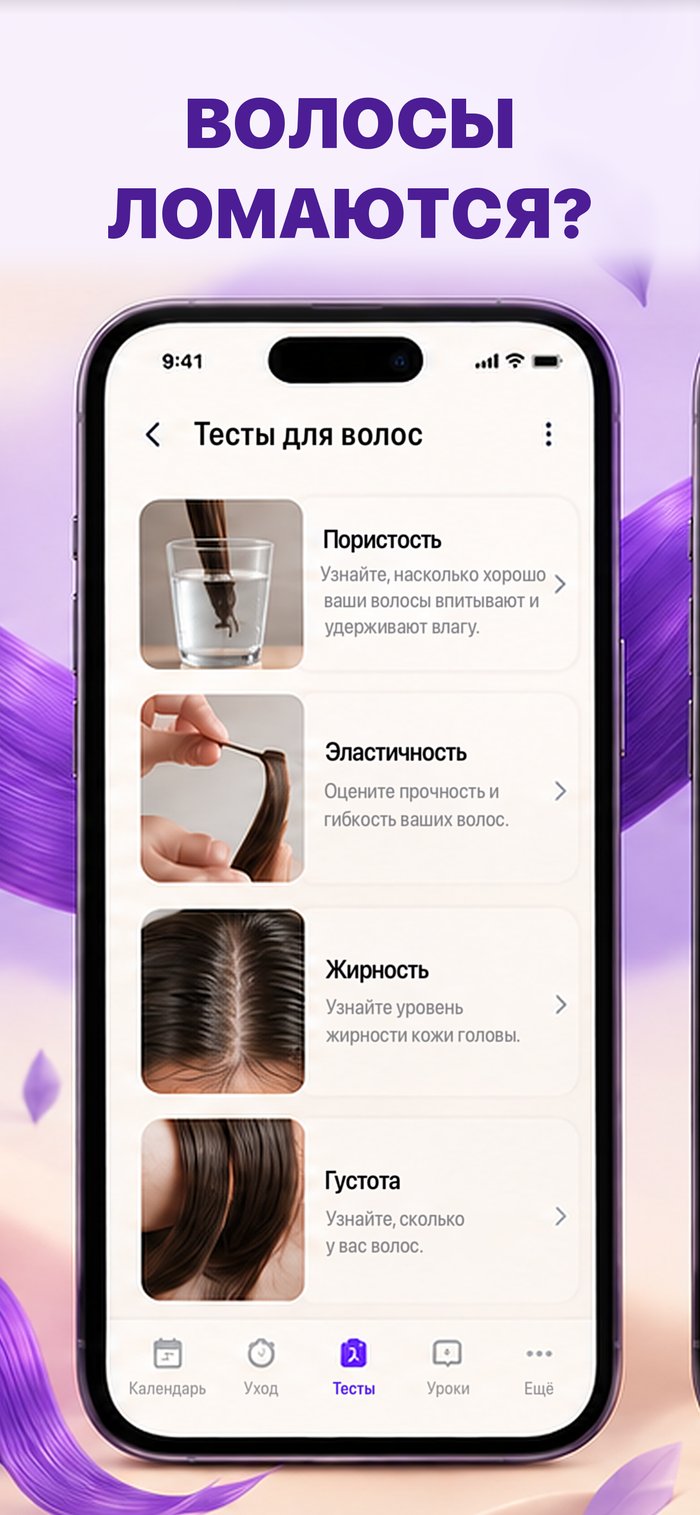 ВОЛОСЫ
ЛОМАЮТСЯ?
9:41
Тесты для волос
Пористость
Узнайте, насколько хорошо
ваши волосы впитывают и
удерживают влагу.
Эластичность
Оцените прочность и
гибкость ваших волос.
Жирность
Узнайте уровень
жирности кожи головы.
Густота
Узнайте, сколько
у вас волос.
Календарь Уход Тесты Уроки Ещё